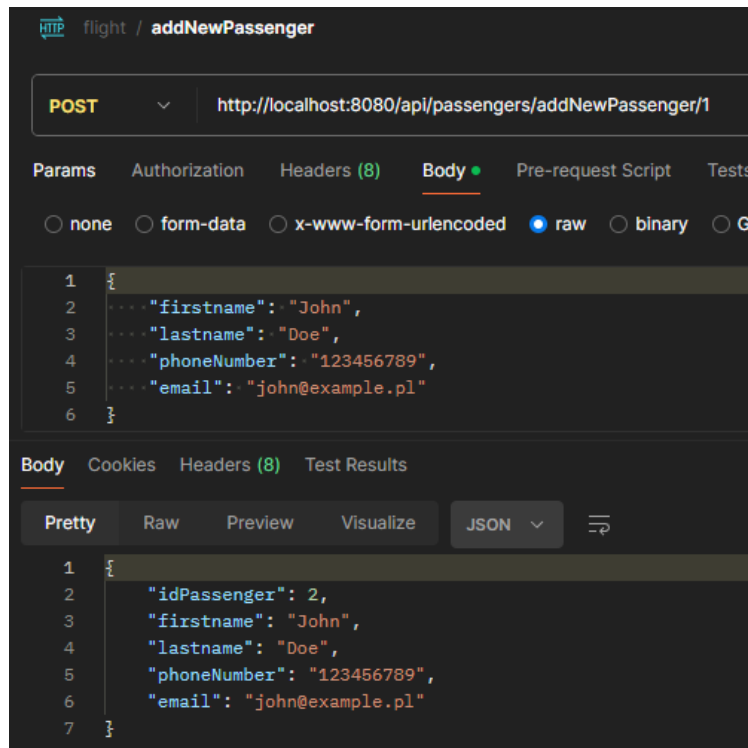 HTTP flight / addNewPassenger
POST http://localhost:8080/api/passengers/addNewPassenger/1
Params Authorization Headers (8) Body Pre-request Script Tests
none form-data x-www-form-urlencoded raw binary G
1 {
2 ····"firstname":·"John",
3 ····"lastname":·"Doe",
4 ····"phoneNumber":·"123456789",
5 ····"email":·"john@example.pl"
6 }
Body Cookies Headers (8) Test Results
Pretty Raw Preview Visualize JSON
1 {
2     "idPassenger": 2,
3     "firstname": "John",
4     "lastname": "Doe",
5     "phoneNumber": "123456789",
6     "email": "john@example.pl"
7 }